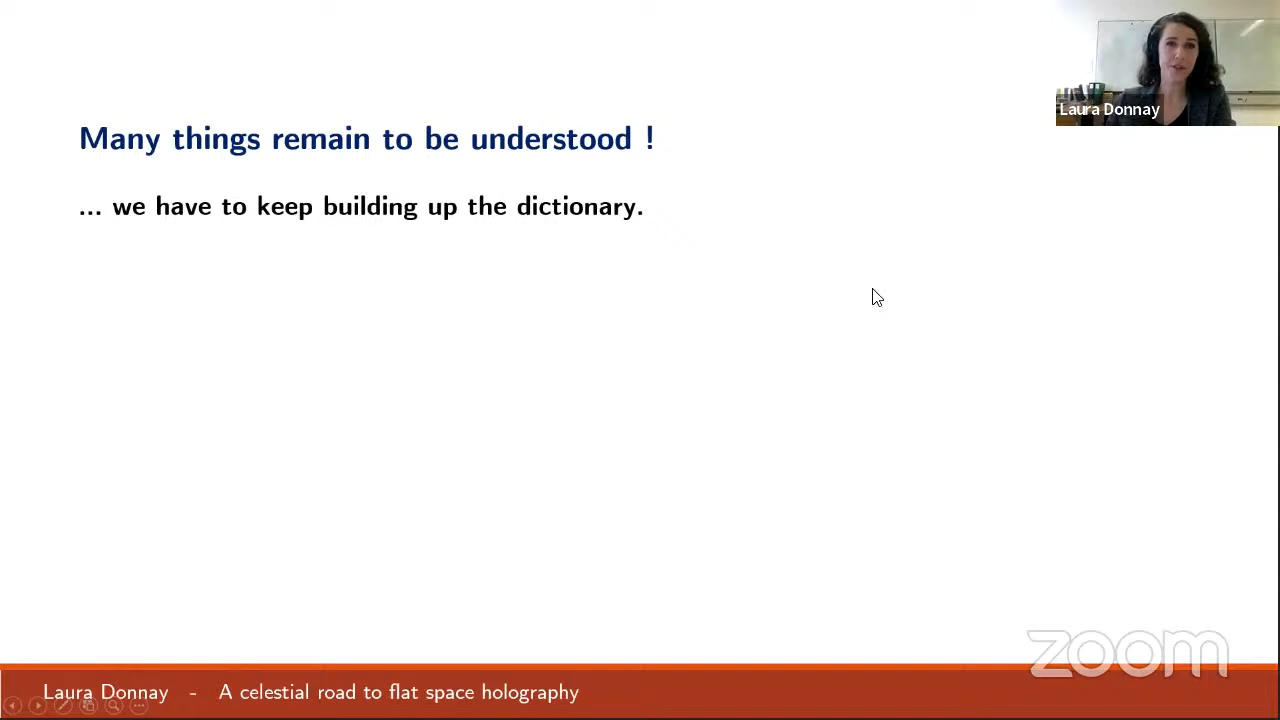 Laura Donnay
Many things remain to be understood !
... we have to keep building up the dictionary.
zoom
Laura Donnay - A celestial road to flat space holography